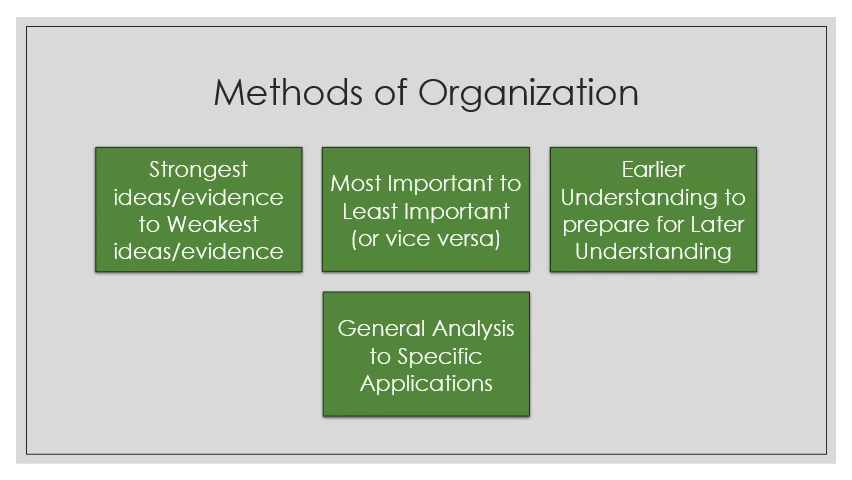 Methods of Organization
Strongest
ideas/evidence
to Weakest
ideas/evidence
Most Important to
Least Important
(or vice versa)
Earlier
Understanding to
prepare for Later
Understanding
General Analysis
to Specific
Applications